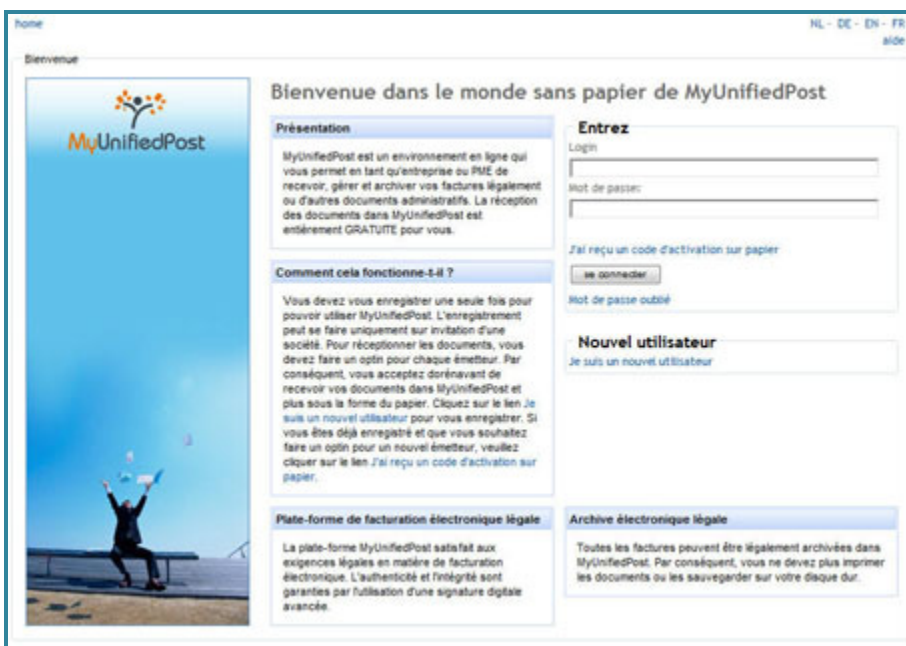 home
NL - DE - EN - FR
aide
Bienvenue
MyUnifiedPost
Bienvenue dans le monde sans papier de MyUnifiedPost
Présentation
MyUnifiedPost est un environnement en ligne qui
vous permet en tant qu'entreprise ou PME de
recevoir, gérer et archiver vos factures légalement
ou d'autres documents administratifs. La réception
des documents dans MyUnifiedPost est
entièrement GRATUITE pour vous.
Entrez
Login
Mot de passe:
J'ai reçu un code d'activation sur papier
se connecter
Mot de passe oublié
Comment cela fonctionne-t-il ?
Vous devez vous enregistrer une seule fois pour
pouvoir utiliser MyUnifiedPost. L'enregistrement
peut se faire uniquement sur invitation d'une
société. Pour réceptionner les documents, vous
devez faire un optin pour chaque émetteur. Par
conséquent, vous acceptez dorénavant de
recevoir vos documents dans MyUnifiedPost et
plus sous la forme du papier. Cliquez sur le lien Je
suis un nouvel utilisateur pour vous enregistrer. Si
vous êtes déjà enregistré et que vous souhaitez
faire un optin pour un nouvel émetteur, veuillez
cliquer sur le lien J'ai reçu un code d'activation sur
papier.
Nouvel utilisateur
Je suis un nouvel utilisateur
Plate-forme de facturation électronique légale
La plate-forme MyUnifiedPost satisfait aux
exigences légales en matière de facturation
électronique. L'authenticité et l'intégrité sont
garanties par l'utilisation d'une signature digitale
avancée.
Archive électronique légale
Toutes les factures peuvent être légalement archivées dans
MyUnifiedPost. Par conséquent, vous ne devez plus imprimer
les documents ou les sauvegarder sur votre disque dur.